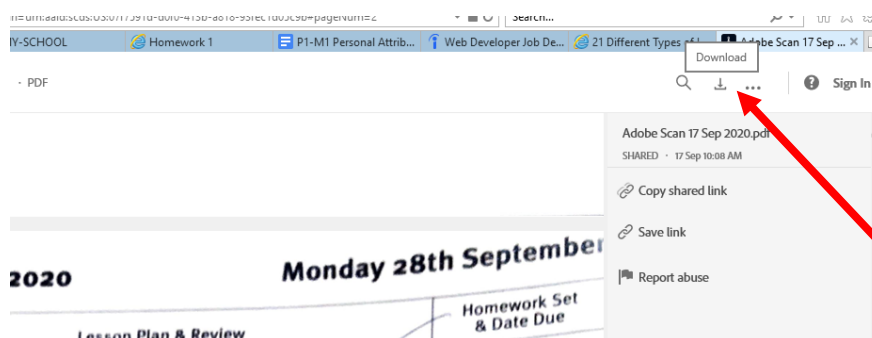 Search...
Y-SCHOOL
Homework 1
P1-M1 Personal Attrib...
Web Developer Job De...
21 Different Types of
Adobe Scan 17 Sep ...
Download
- PDF
Sign In
Adobe Scan 17 Sep 2020.pdf
SHARED · 17 Sep 10:08 AM
Copy shared link
Save link
Report abuse
2020
Monday 28th September
Homework Set
& Date Due
Lesson Plan & Review